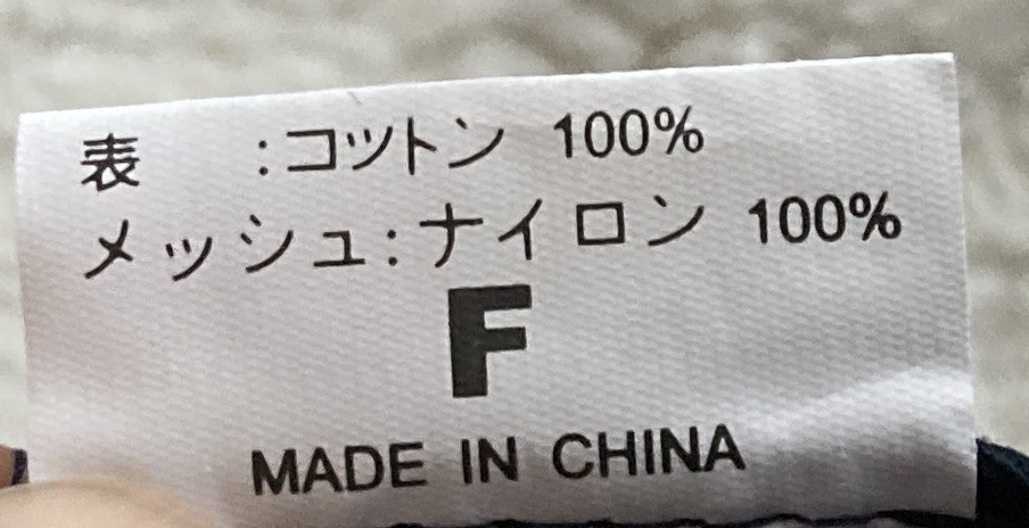 表　　:コットン 100%
メッシュ:ナイロン 100%
F
MADE IN CHINA